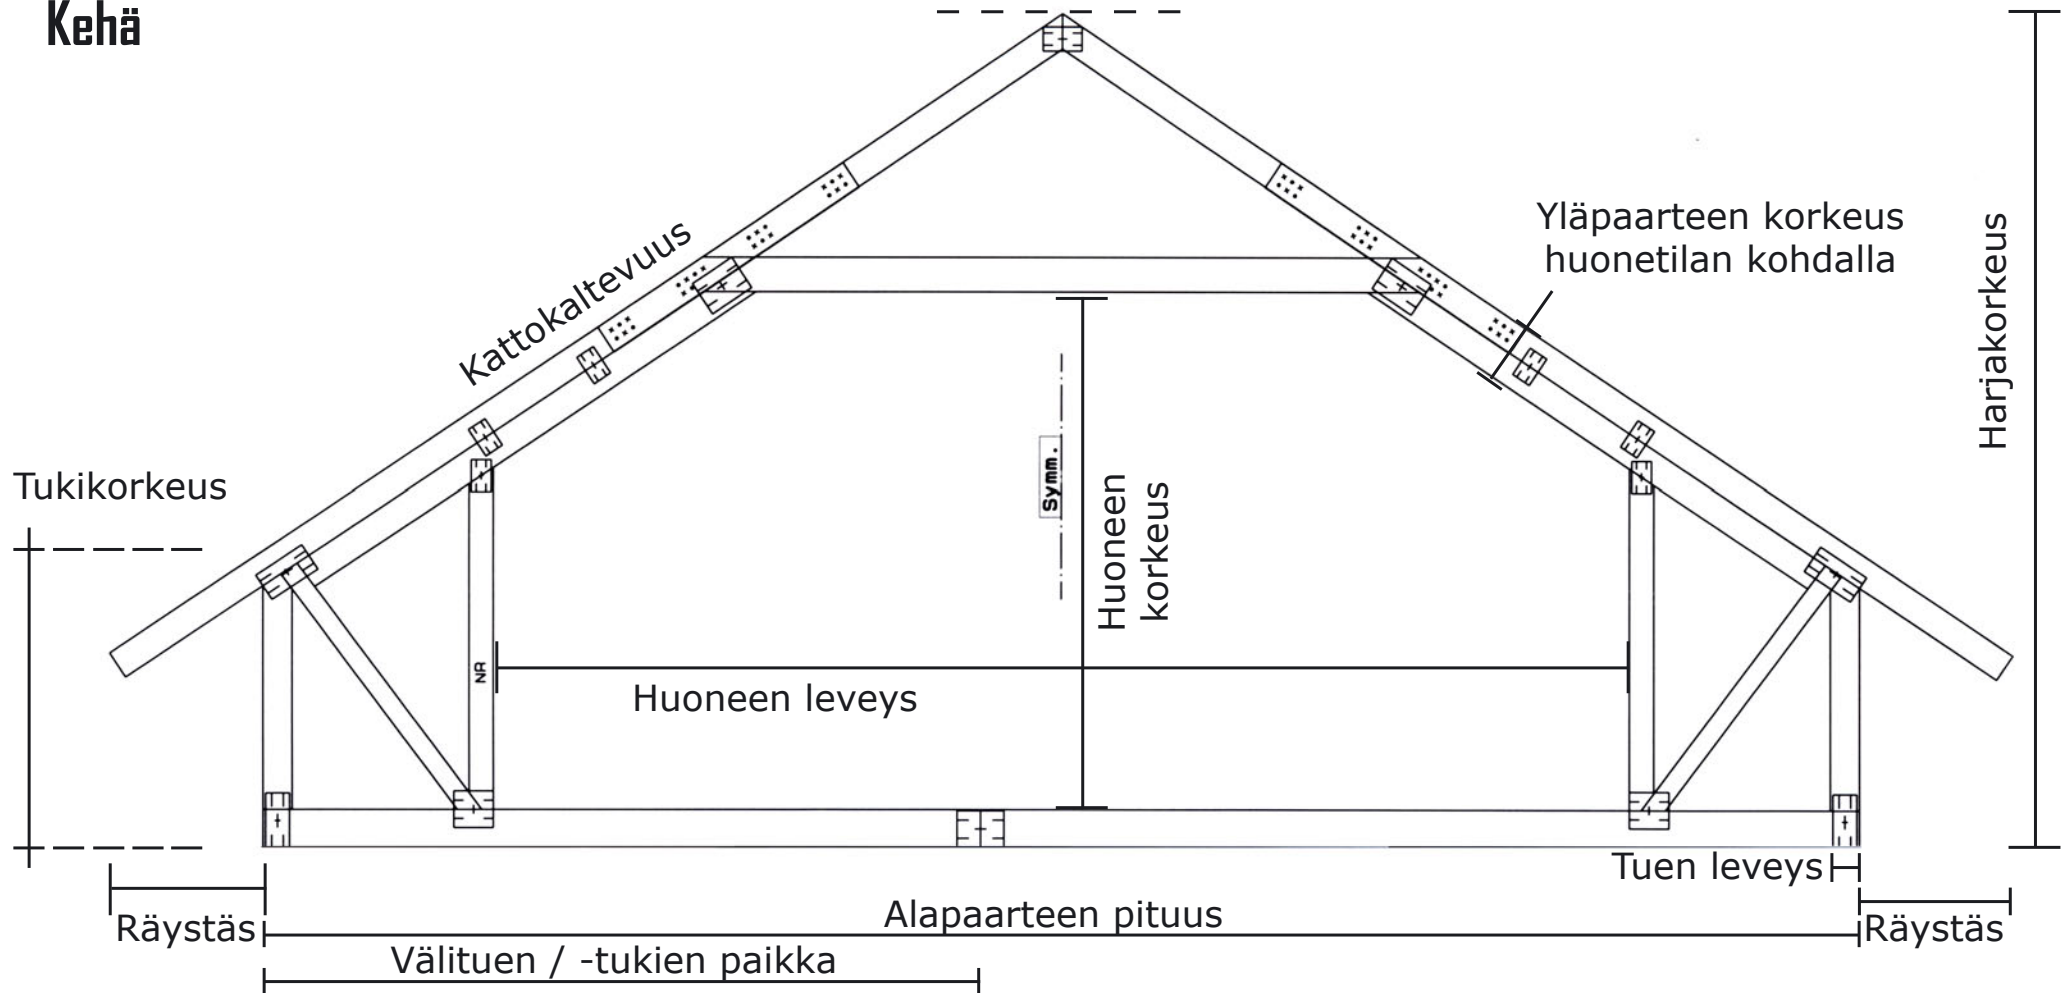 Kehä
Kattokaltevuus
Yläpaarteen korkeus
huonetilan kohdalla
Harjakorkeus
Tukikorkeus
Symm.
Huoneen
korkeus
NR
Huoneen leveys
Tuen leveys
Räystäs
Alapaarteen pituus
Räystäs
Välituen / -tukien paikka